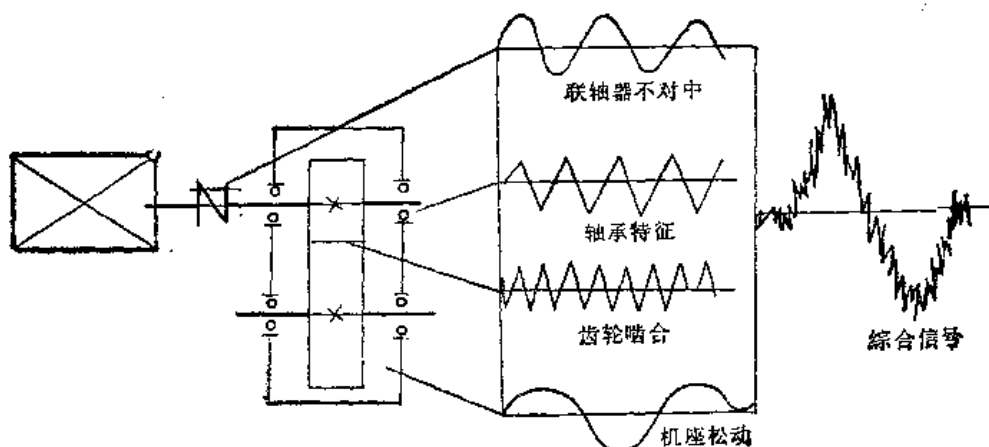 联轴器不对中
轴承特征
齿轮啮合
綜合信号
机座松动